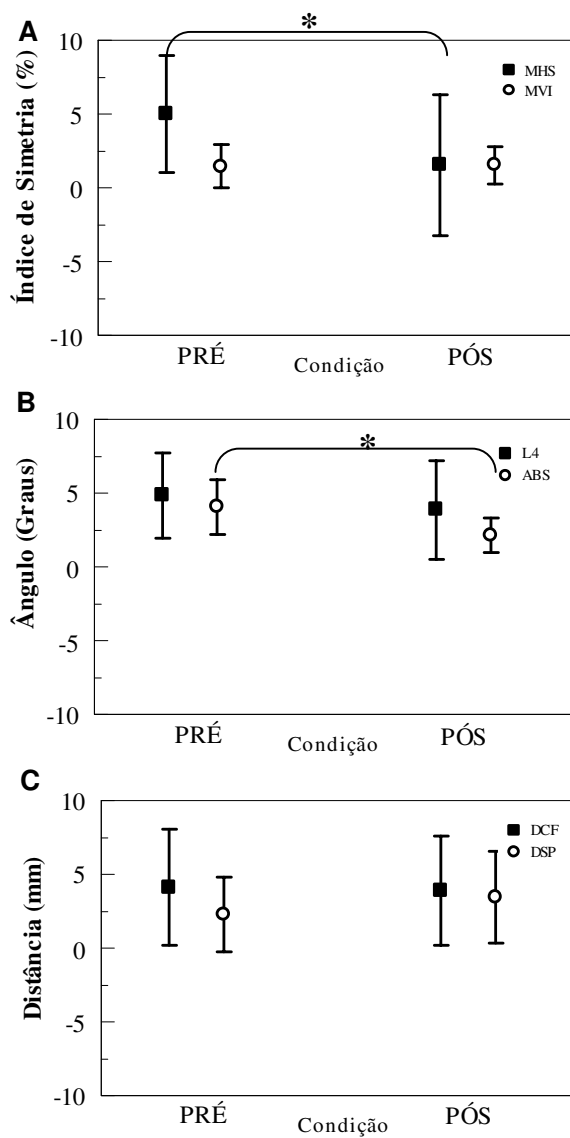 A
*
MHS
MVI
Índice de Simetria (%)
10
5
0
-5
-10
PRÉ
Condição
PÓS
B
*
L4
ABS
Ângulo (Graus)
10
5
0
-5
-10
PRÉ
Condição
PÓS
C
DCF
DSP
Distância (mm)
10
5
0
-5
-10
PRÉ
Condição
PÓS